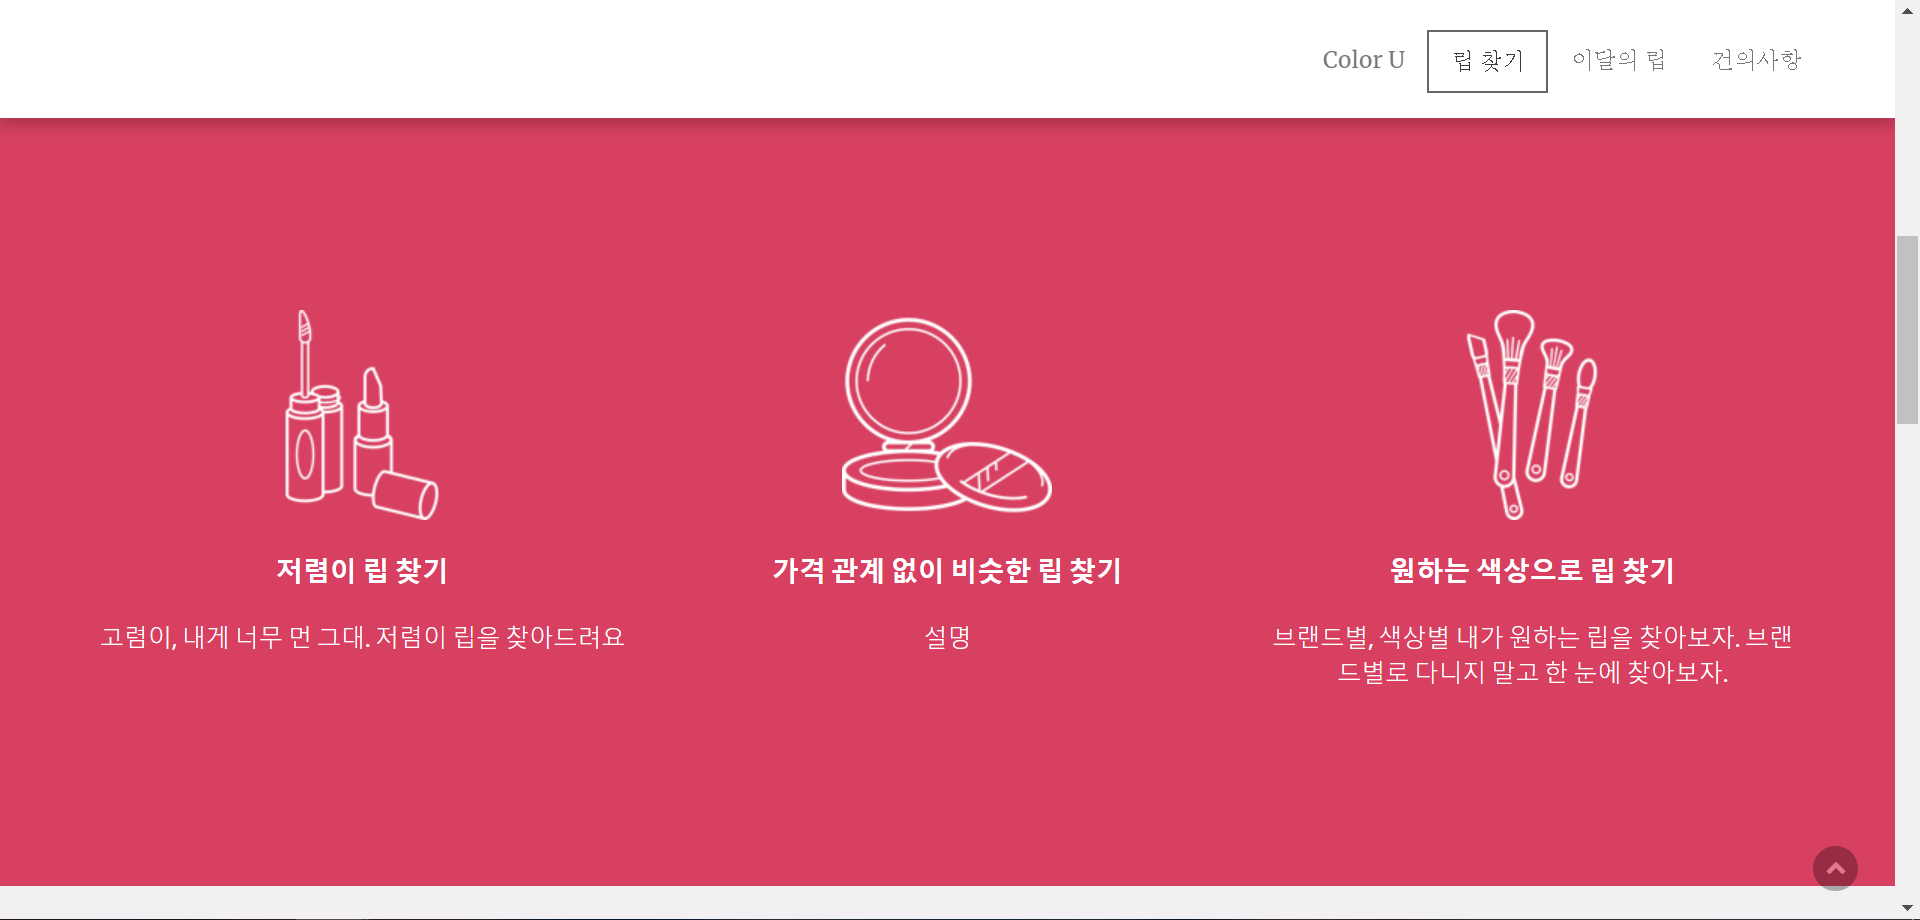 Color U
립 찾기
이달의 립
건의사항
저렴이 립 찾기
고렴이, 내게 너무 먼 그대. 저렴이 립을 찾아드려요
가격 관계 없이 비슷한 립 찾기
설명
원하는 색상으로 립 찾기
브랜드별, 색상별 내가 원하는 립을 찾아보자. 브랜
드별로 다니지 말고 한 눈에 찾아보자.